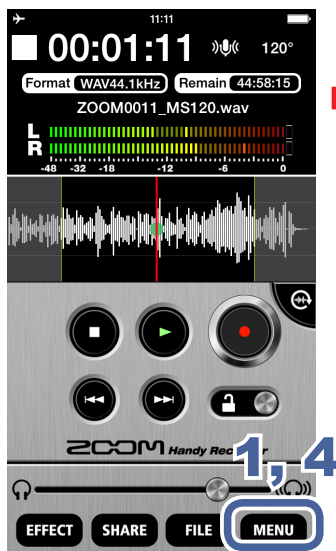 11:11
00:01:11 120°
Format WAV44.1kHz Remain 44:58:15
ZOOM0011_MS120.wav
L
R
-48 -32 -18 -12 -6 0
ZOOM Handy Rec
1, 4
EFFECT SHARE FILE MENU